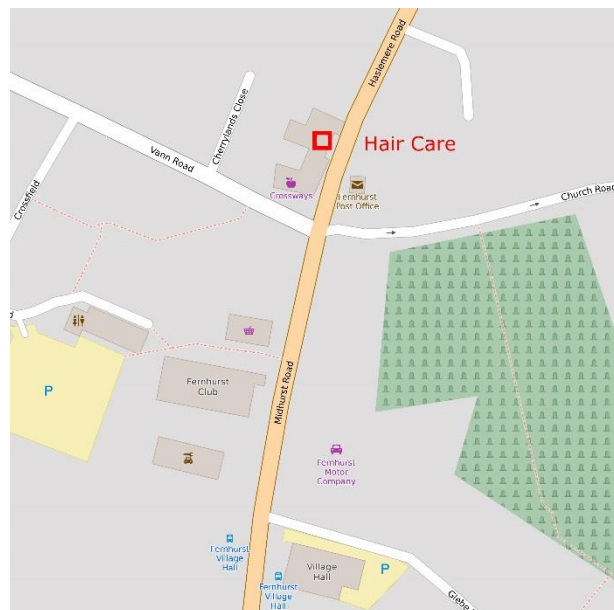 Haslemere Road
Cherrylands Close
Hair Care
Vann Road
Crossfield
Crossways
Fernhurst
Post Office
Church Road
Midhurst Road
P
Fernhurst
Club
Fernhurst
Motor
Company
Fernhurst
Village
Hall
Village
Hall
P
Fernhurst
Village
Hall
Glebe